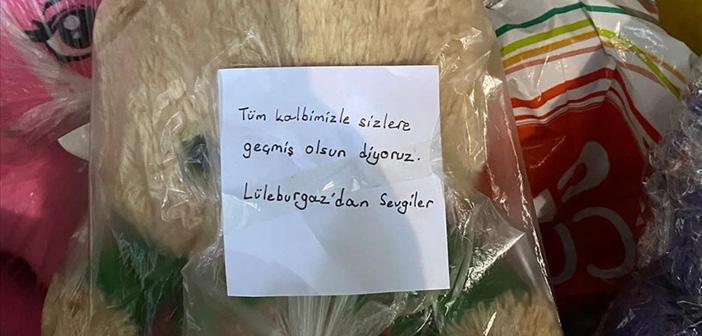 Tüm kalbimizle sizlere
geçmiş olsun diyoruz.
Lüleburgaz'dan Sevgiler